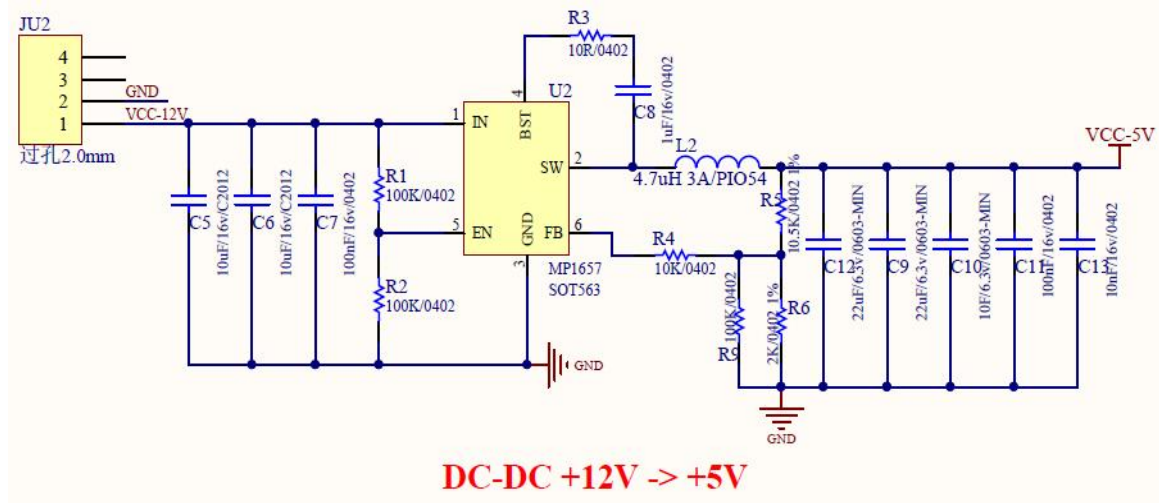 JU2
4
3
2
1
GND
VCC-12V
过孔2.0mm
C5
10uF/16v/C2012
C6
10uF/16v/C2012
C7
100nF/16v/0402
R1
100K/0402
R2
100K/0402
R3
10R/0402
4
U2
1
IN
BST
SW
2
5
EN
GND
FB
6
3
MP1657
SOT563
GND
C8
1uF/16v/0402
L2
4.7uH 3A/PIO54
R4
10K/0402
R5
10.5K/0402 1%
R9
100K/0402
R6
2K/0402 1%
GND
C12
22uF/6.3v/0603-MIN
C9
22uF/6.3v/0603-MIN
C10
10F/6.3v/0603-MIN
C11
100nF/16v/0402
C13
10nF/16v/0402
VCC-5V
DC-DC +12V -> +5V